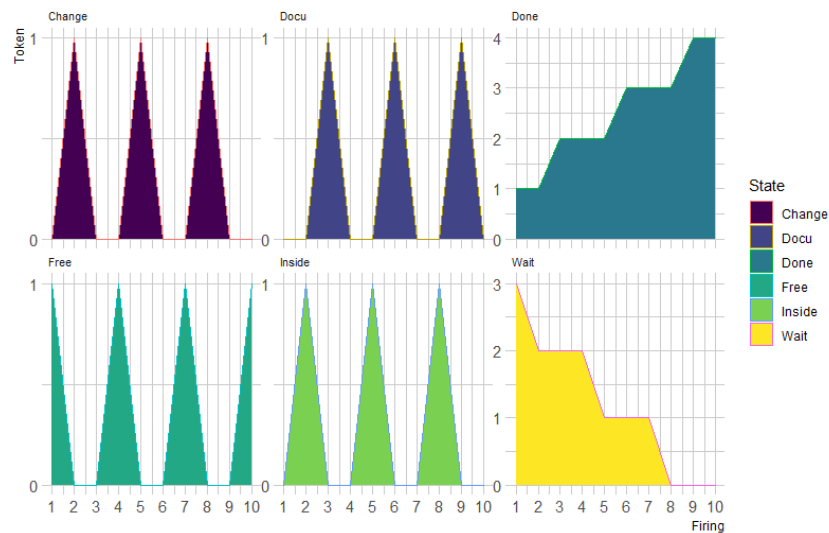 Change
Docu
Done
Token
1
0
1
0
4
3
2
1
0
State
Change
Docu
Done
Free
Inside
Wait
Free
Inside
Wait
1
0
1
0
3
2
1
0
1 2 3 4 5 6 7 8 9 10
1 2 3 4 5 6 7 8 9 10
1 2 3 4 5 6 7 8 9 10
Firing